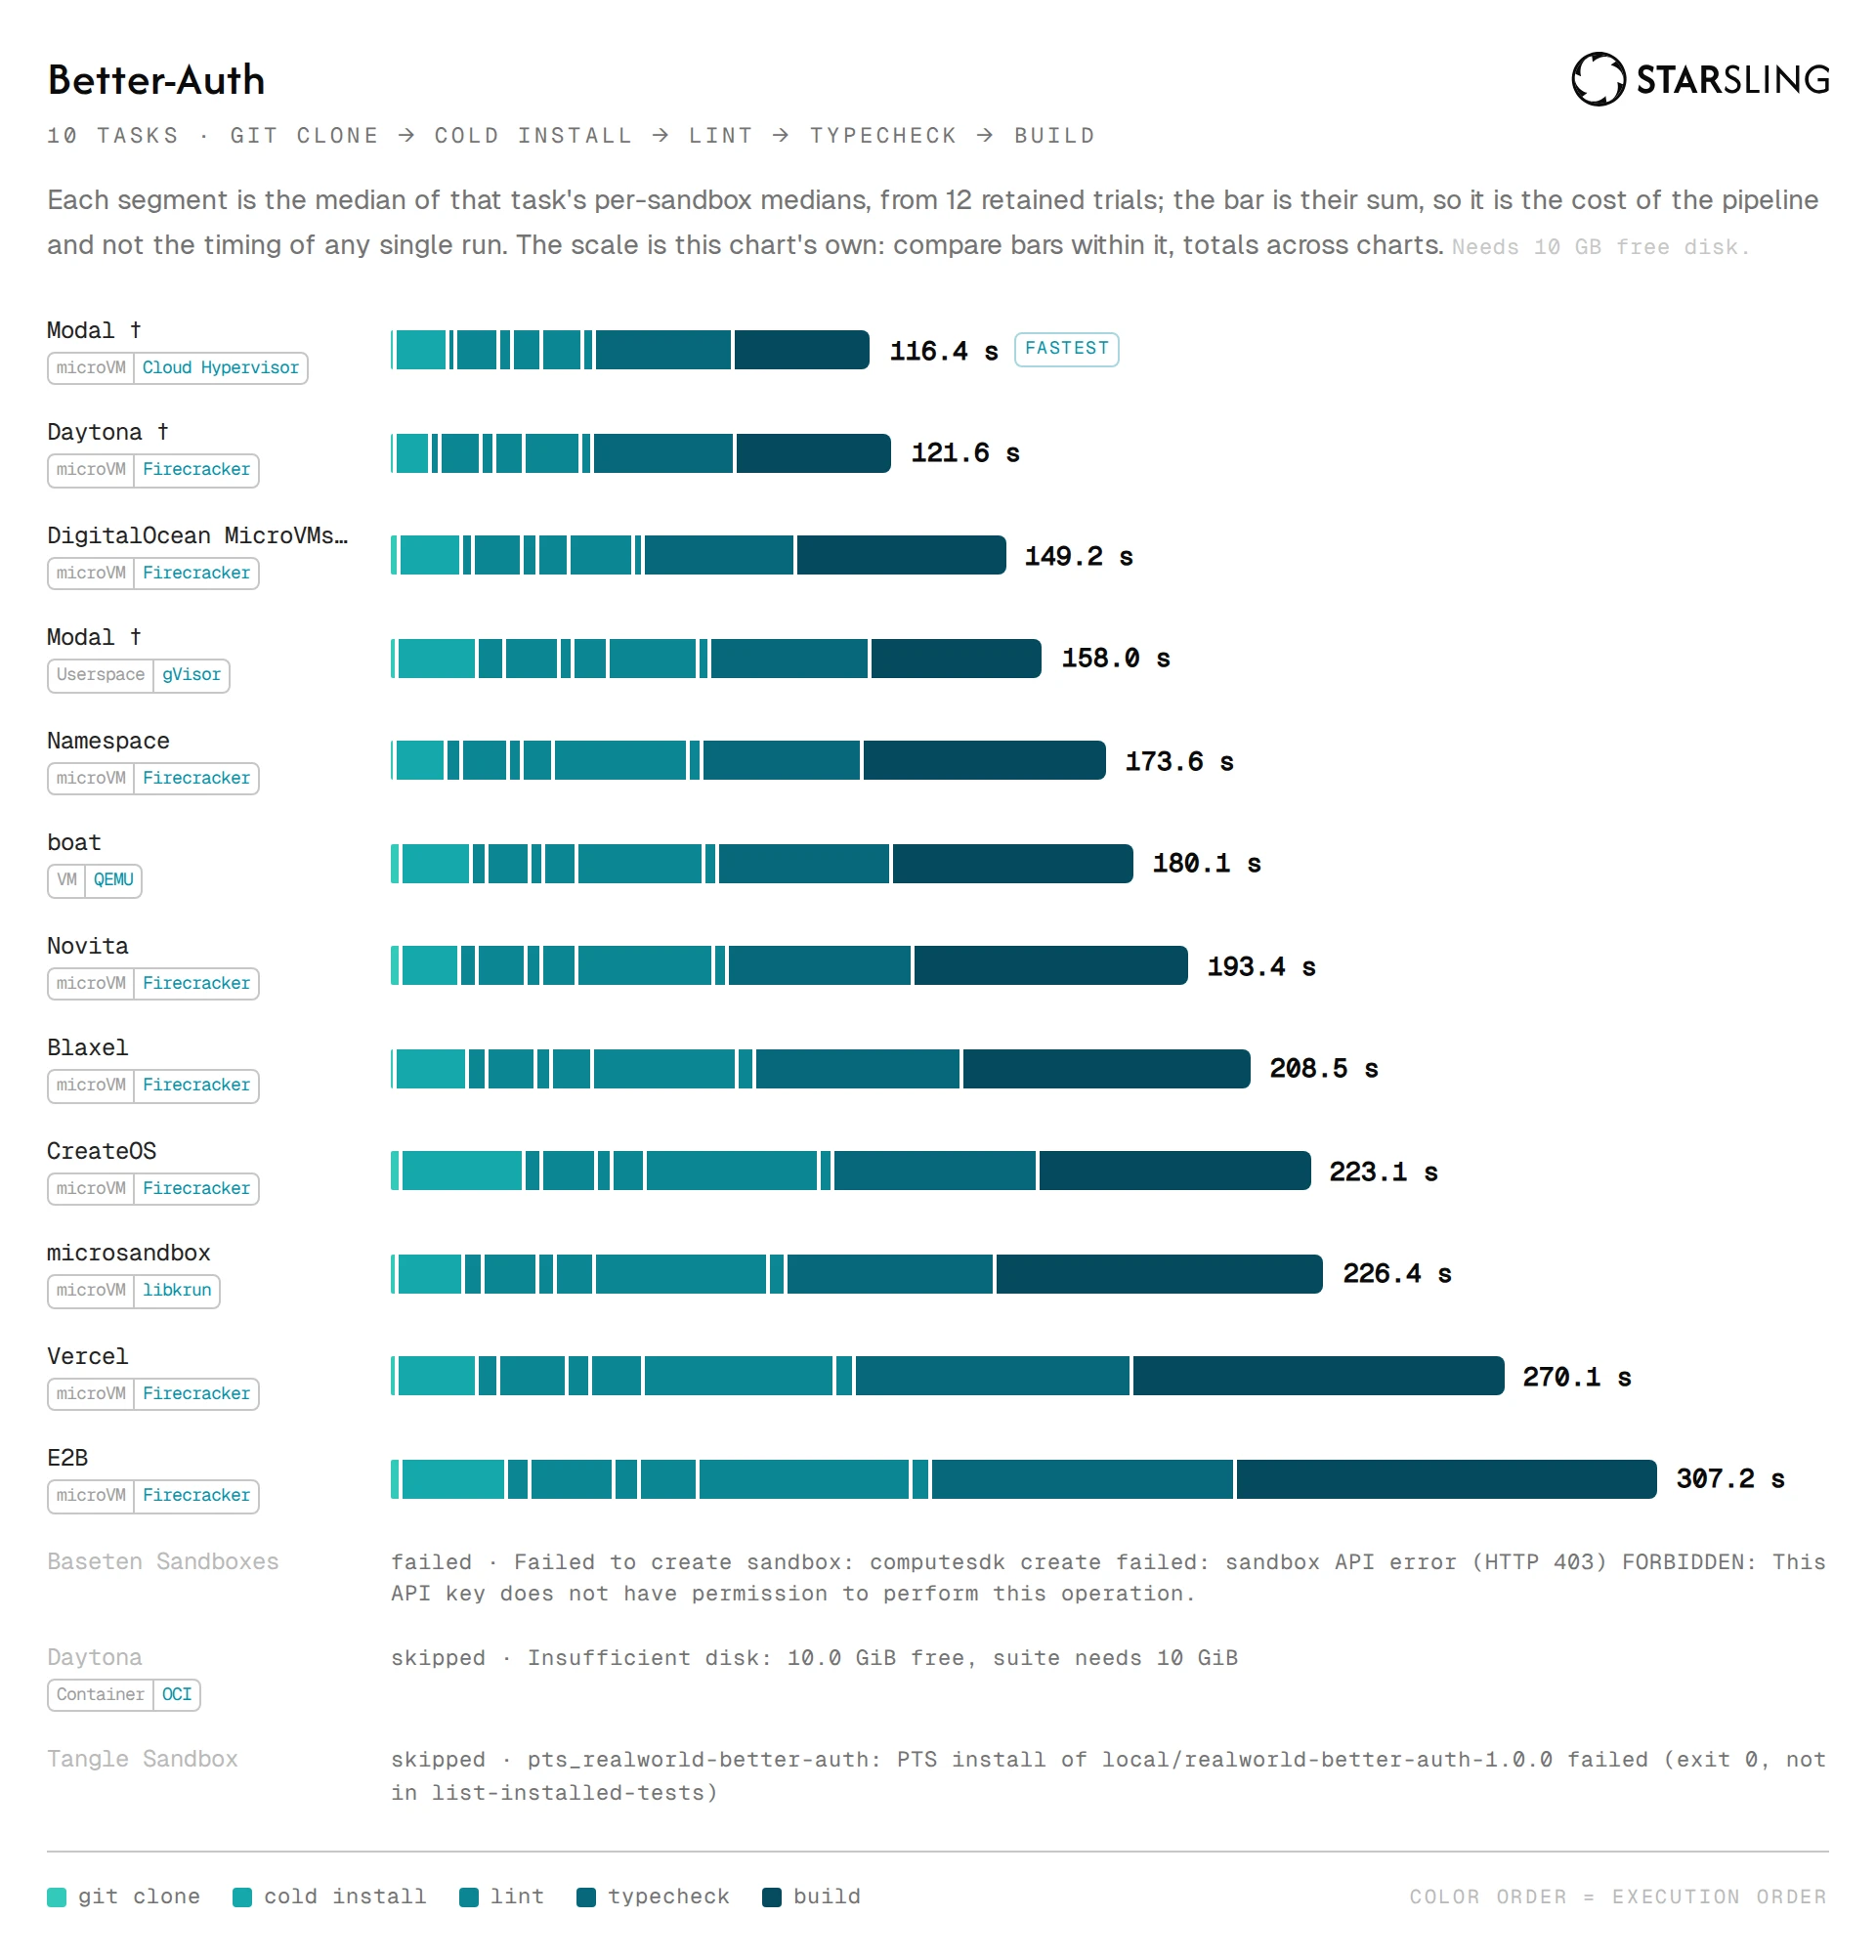 Better-Auth
STARSLING
10 TASKS · GIT CLONE → COLD INSTALL → LINT → TYPECHECK → BUILD
Each segment is the median of that task's per-sandbox medians, from 12 retained trials; the bar is their sum, so it is the cost of the pipeline
and not the timing of any single run. The scale is this chart's own: compare bars within it, totals across charts. Needs 10 GB free disk.
Modal †
microVM Cloud Hypervisor
116.4 s FASTEST
Daytona †
microVM Firecracker
121.6 s
DigitalOcean MicroVMs…
microVM Firecracker
149.2 s
Modal †
Userspace gVisor
158.0 s
Namespace
microVM Firecracker
173.6 s
boat
VM QEMU
180.1 s
Novita
microVM Firecracker
193.4 s
Blaxel
microVM Firecracker
208.5 s
CreateOS
microVM Firecracker
223.1 s
microsandbox
microVM libkrun
226.4 s
Vercel
microVM Firecracker
270.1 s
E2B
microVM Firecracker
307.2 s
Baseten Sandboxes
failed · Failed to create sandbox: computesdk create failed: sandbox API error (HTTP 403) FORBIDDEN: This
API key does not have permission to perform this operation.
Daytona
Container OCI
skipped · Insufficient disk: 10.0 GiB free, suite needs 10 GiB
Tangle Sandbox
skipped · pts_realworld-better-auth: PTS install of local/realworld-better-auth-1.0.0 failed (exit 0, not
in list-installed-tests)
git clone cold install lint typecheck build
COLOR ORDER = EXECUTION ORDER